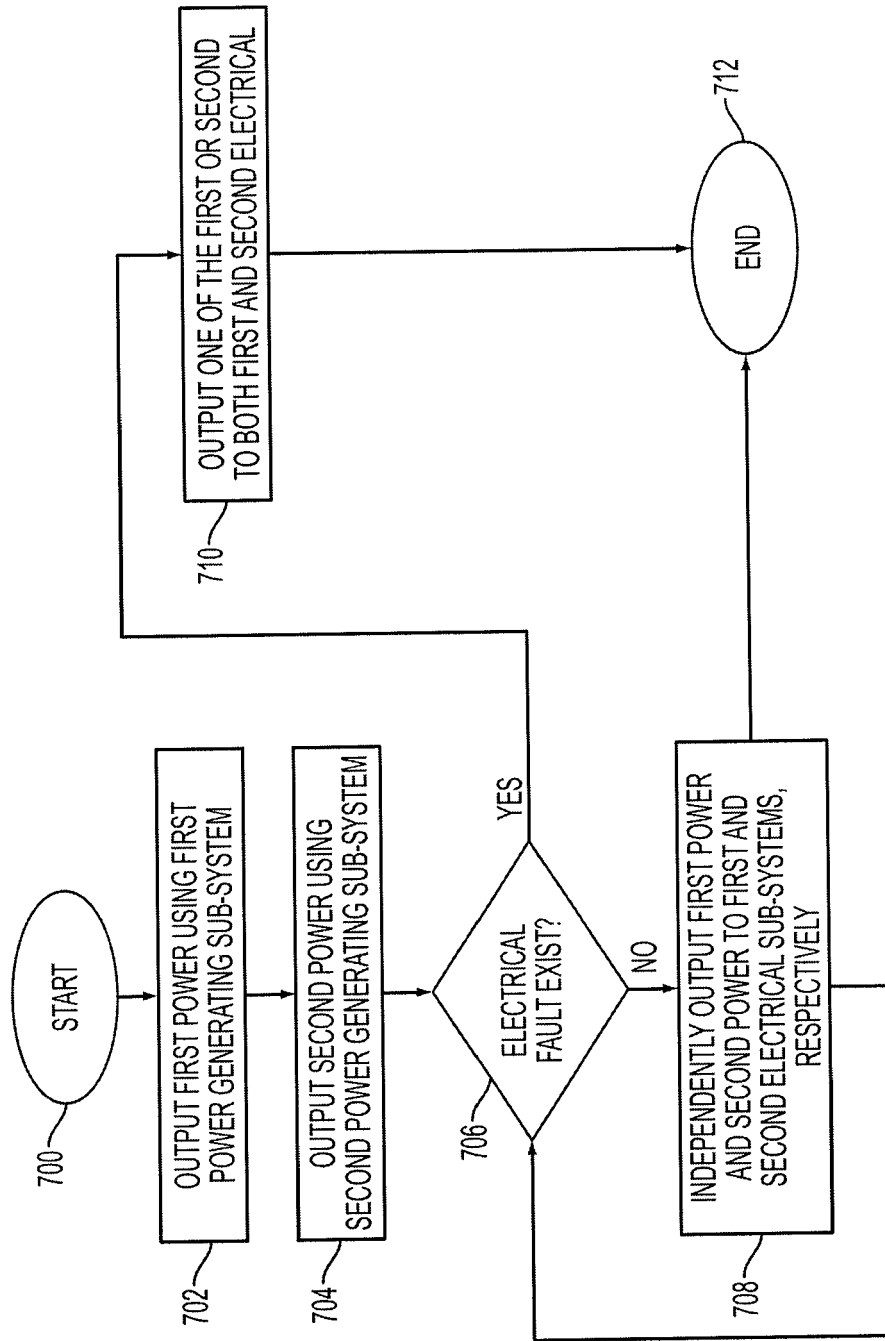 700
START
702
OUTPUT FIRST POWER USING FIRST
POWER GENERATING SUB-SYSTEM
704
OUTPUT SECOND POWER USING
SECOND POWER GENERATING SUB-SYSTEM
706
ELECTRICAL
FAULT EXIST?
YES
NO
708
INDEPENDENTLY OUTPUT FIRST POWER
AND SECOND POWER TO FIRST AND
SECOND ELECTRICAL SUB-SYSTEMS,
RESPECTIVELY
710
OUTPUT ONE OF THE FIRST OR SECOND
TO BOTH FIRST AND SECOND ELECTRICAL
712
END